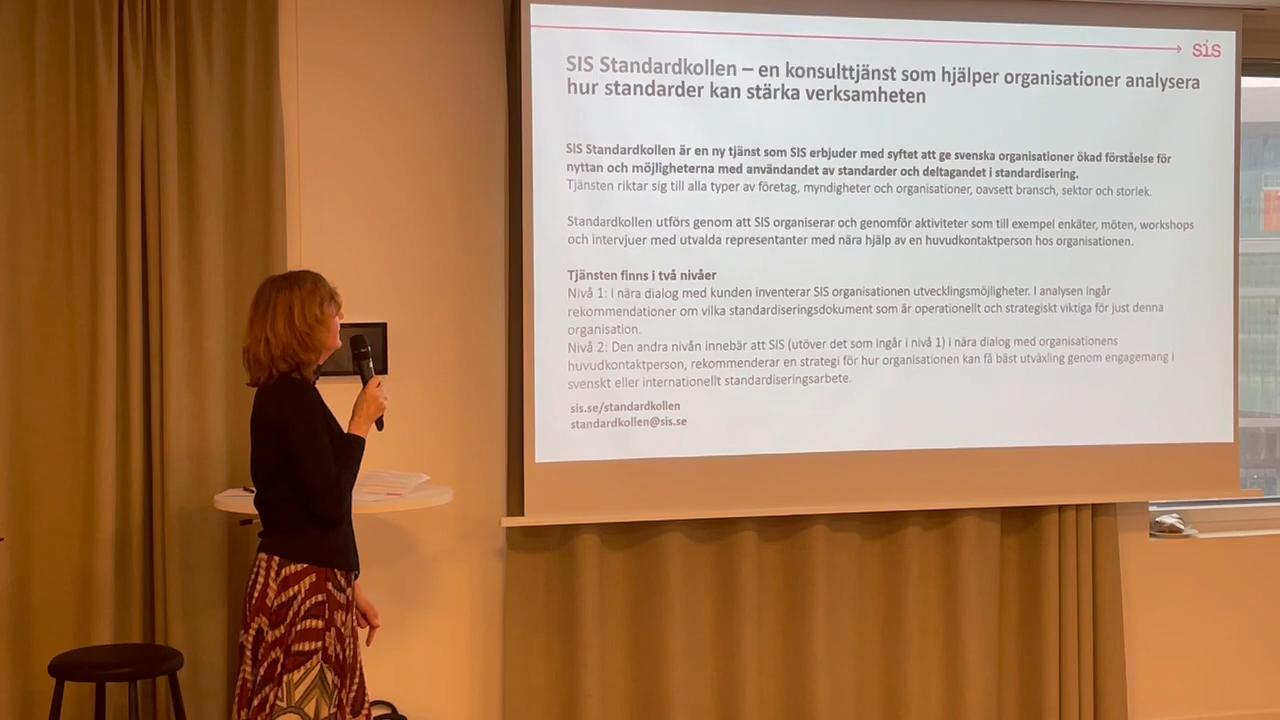 sis
SIS Standardkollen – en konsulttjänst som hjälper organisationer analysera
hur standarder kan stärka verksamheten
SIS Standardkollen är en ny tjänst som SIS erbjuder med syftet att ge svenska organisationer ökad förståelse för
nyttan och möjligheterna med användandet av standarder och deltagandet i standardisering.
Tjänsten riktar sig till alla typer av företag, myndigheter och organisationer, oavsett bransch, sektor och storlek.
Standardkollen utförs genom att SIS organiserar och genomför aktiviteter som till exempel enkäter, möten, workshops
och intervjuer med utvalda representanter med nära hjälp av en huvudkontaktperson hos organisationen.
Tjänsten finns i två nivåer
Nivå 1: I nära dialog med kunden inventerar SIS organisationen utvecklingsmöjligheter. I analysen ingår
rekommendationer om vilka standardiseringsdokument som är operationellt och strategiskt viktiga för just denna
organisation.
Nivå 2: Den andra nivån innebär att SIS (utöver det som ingår i nivå 1) i nära dialog med organisationens
huvudkontaktperson, rekommenderar en strategi för hur organisationen kan få bäst utväxling genom engagemang i
svenskt eller internationellt standardiseringsarbete.
sis.se/standardkollen
standardkollen@sis.se